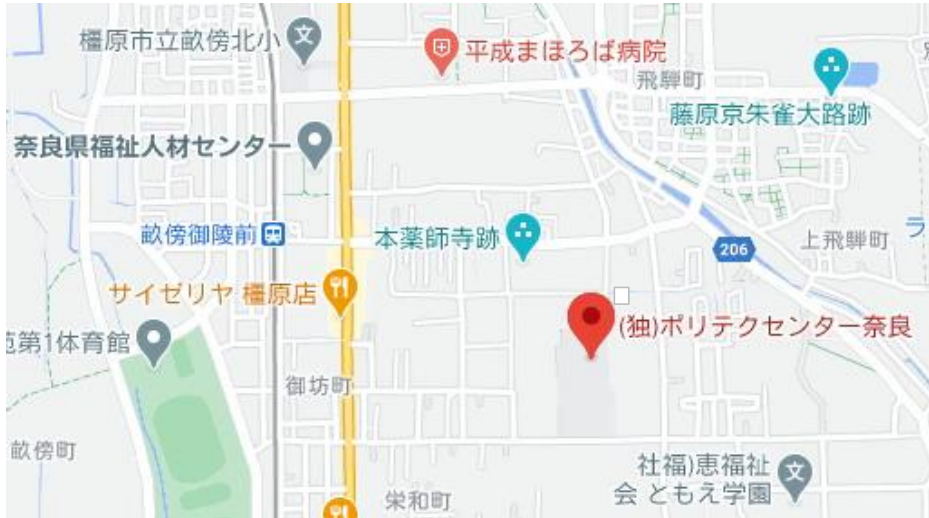 橿原市立畝傍北小
平成まほろば病院
飛騨町
藤原京朱雀大路跡
奈良県福祉人材センター
畝傍御陵前
本薬師寺跡
206
上飛騨町
ラ
サイゼリヤ 橿原店
(独)ポリテクセンター奈良
第1体育館
御坊町
畝傍町
社福)恵福祉
会 ともえ学園
栄和町